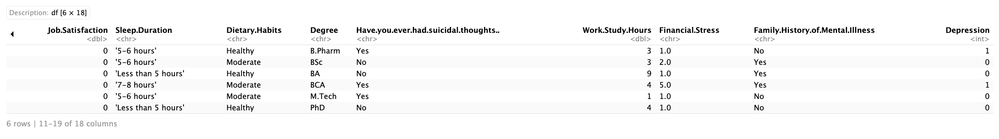 Description: df [6 × 18]
Job.Satisfaction Sleep.Duration Dietary.Habits Degree Have.you.ever.had.suicidal.thoughts.. Work.Study.Hours Financial.Stress Family.History.of.Mental.Illness Depression
<dbl> <chr> <chr> <chr> <chr> <dbl> <chr> <chr> <int>
0 '5-6 hours' Healthy B.Pharm Yes 3 1.0 No 1
0 '5-6 hours' Moderate BSc No 3 2.0 Yes 0
0 'Less than 5 hours' Healthy BA No 9 1.0 Yes 0
0 '7-8 hours' Moderate BCA Yes 4 5.0 Yes 1
0 '5-6 hours' Moderate M.Tech Yes 1 1.0 No 0
0 'Less than 5 hours' Healthy PhD No 4 1.0 No 0
6 rows | 11-19 of 18 columns